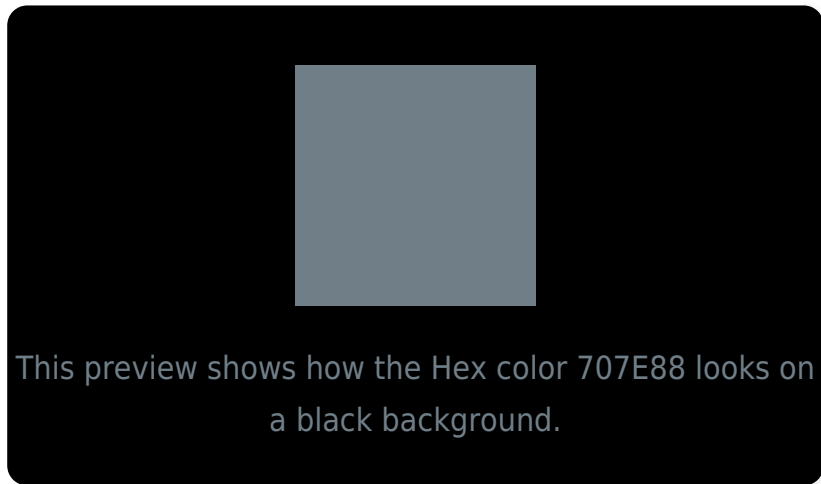 This preview shows how the Hex color 707E88 looks on
a black background.